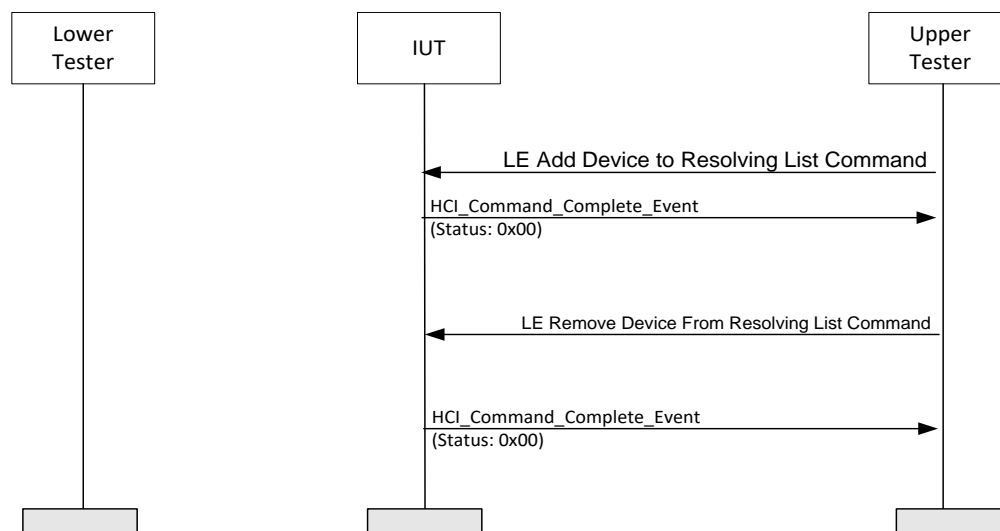 Lower
Tester
IUT
Upper
Tester
LE Add Device to Resolving List Command
HCI_Command_Complete_Event
(Status: 0x00)
LE Remove Device From Resolving List Command
HCI_Command_Complete_Event
(Status: 0x00)